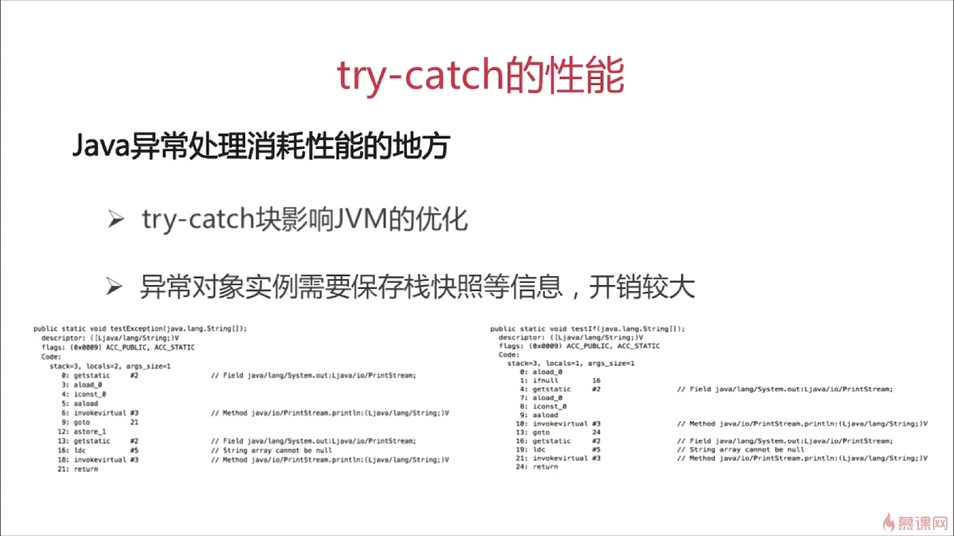 try-catch的性能
Java异常处理消耗性能的地方
➢ try-catch块影响JVM的优化
➢ 异常对象实例需要保存栈快照等信息，开销较大
public static void testException(java.lang.String[]);
descriptor: ([Ljava/lang/String;)V
flags: (0x0009) ACC_PUBLIC, ACC_STATIC
Code:
stack=3, locals=2, args_size=1
0: getstatic #2 // Field java/lang/System.out:Ljava/io/PrintStream;
3: aload_0
4: iconst_0
5: aaload
6: invokevirtual #3 // Method java/io/PrintStream.println:(Ljava/lang/String;)V
9: goto 21
12: astore_1
13: getstatic #2 // Field java/lang/System.out:Ljava/io/PrintStream;
16: ldc #5 // String array cannot be null
18: invokevirtual #3 // Method java/io/PrintStream.println:(Ljava/lang/String;)V
21: return
public static void testIf(java.lang.String[]);
descriptor: ([Ljava/lang/String;)V
flags: (0x0009) ACC_PUBLIC, ACC_STATIC
Code:
stack=3, locals=1, args_size=1
0: aload_0
1: ifnull 16
4: getstatic #2 // Field java/lang/System.out:Ljava/io/PrintStream;
7: aload_0
8: iconst_0
9: aaload
10: invokevirtual #3 // Method java/io/PrintStream.println:(Ljava/lang/String;)V
13: goto 24
16: getstatic #2 // Field java/lang/System.out:Ljava/io/PrintStream;
19: ldc #5 // String array cannot be null
21: invokevirtual #3 // Method java/io/PrintStream.println:(Ljava/lang/String;)V
24: return
慕课网